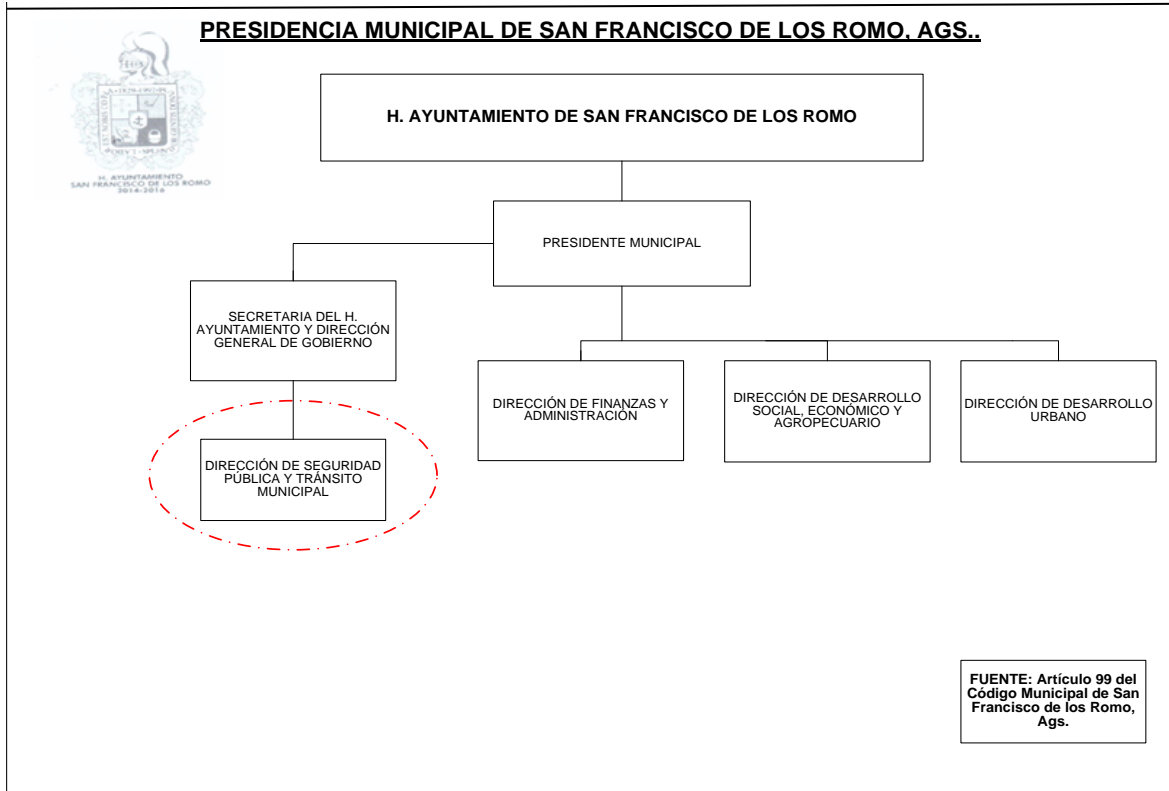 PRESIDENCIA MUNICIPAL DE SAN FRANCISCO DE LOS ROMO, AGS..
H. AYUNTAMIENTO
SAN FRANCISCO DE LOS ROMO
2014-2016
H. AYUNTAMIENTO DE SAN FRANCISCO DE LOS ROMO
PRESIDENTE MUNICIPAL
SECRETARIA DEL H.
AYUNTAMIENTO Y DIRECCIÓN
GENERAL DE GOBIERNO
DIRECCIÓN DE FINANZAS Y
ADMINISTRACIÓN
DIRECCIÓN DE DESARROLLO
SOCIAL, ECONÓMICO Y
AGROPECUARIO
DIRECCIÓN DE DESARROLLO
URBANO
DIRECCIÓN DE SEGURIDAD
PÚBLICA Y TRÁNSITO
MUNICIPAL
FUENTE: Artículo 99 del
Código Municipal de San
Francisco de los Romo,
Ags.